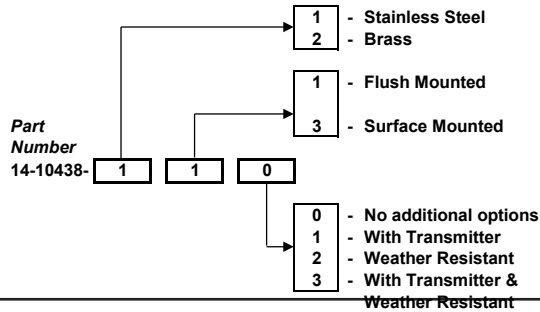 1 - Stainless Steel
2 - Brass
1 - Flush Mounted
3 - Surface Mounted
Part
Number
14-10438- 1 1 0
0 - No additional options
1 - With Transmitter
2 - Weather Resistant
3 - With Transmitter &
Weather Resistant